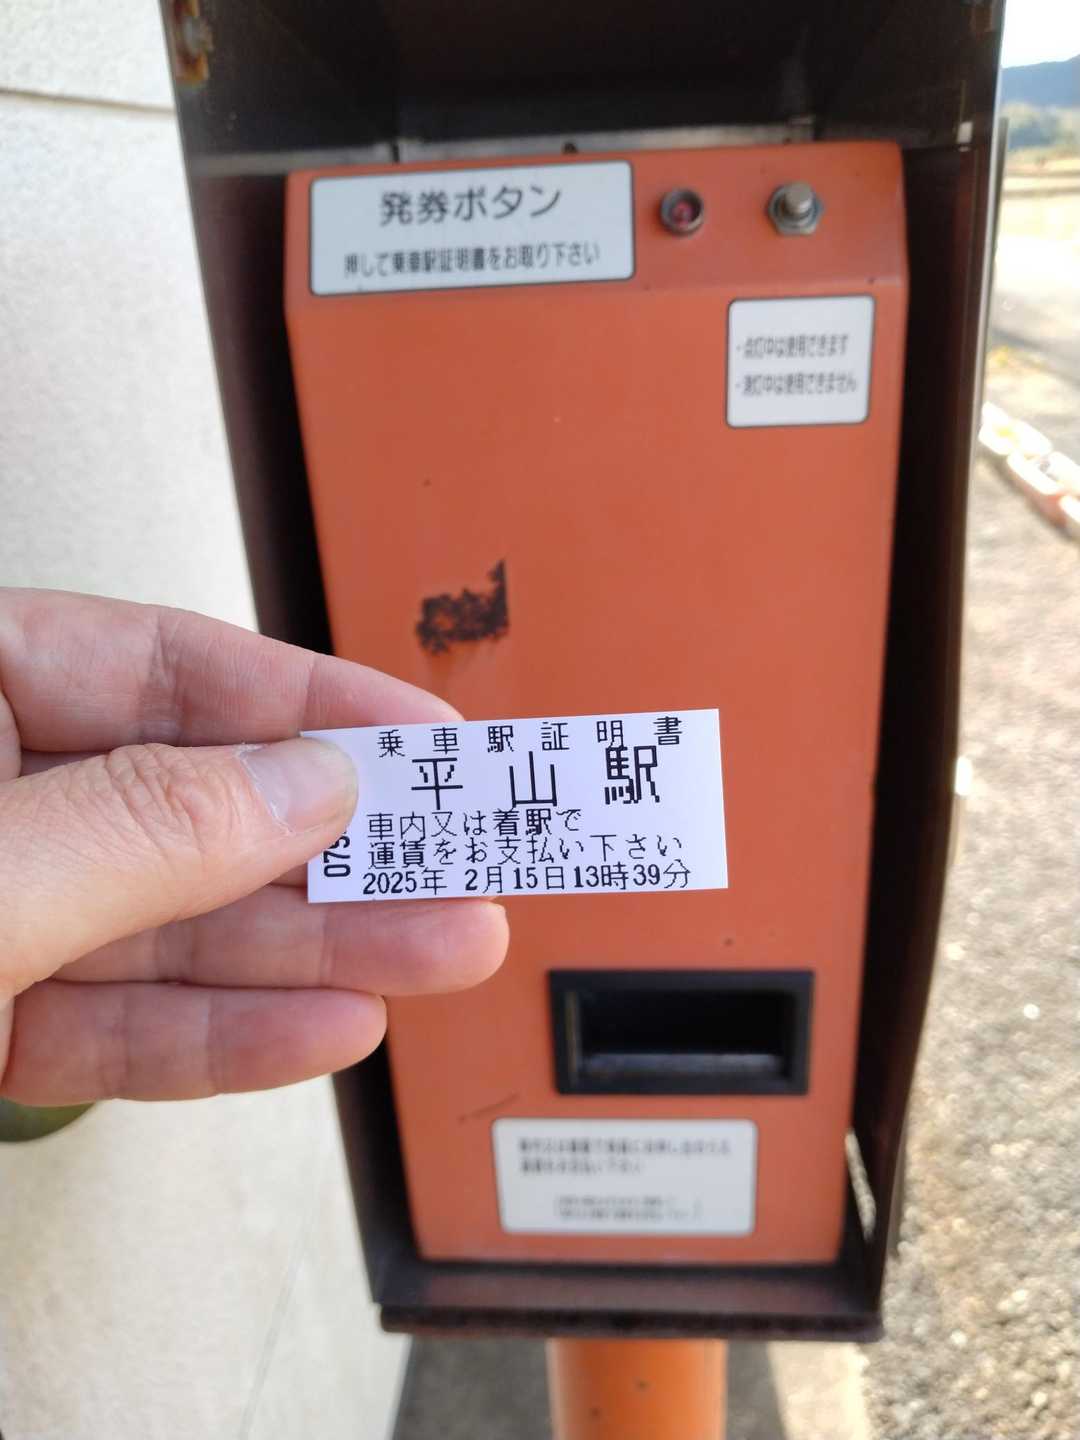 発券ボタン
押して乗車駅証明書をお取り下さい
・点灯中は使用できます
・消灯中は使用できません
乗車駅証明書
平山駅
車内又は着駅で
運賃をお支払い下さい
2025年 2月15日13時39分